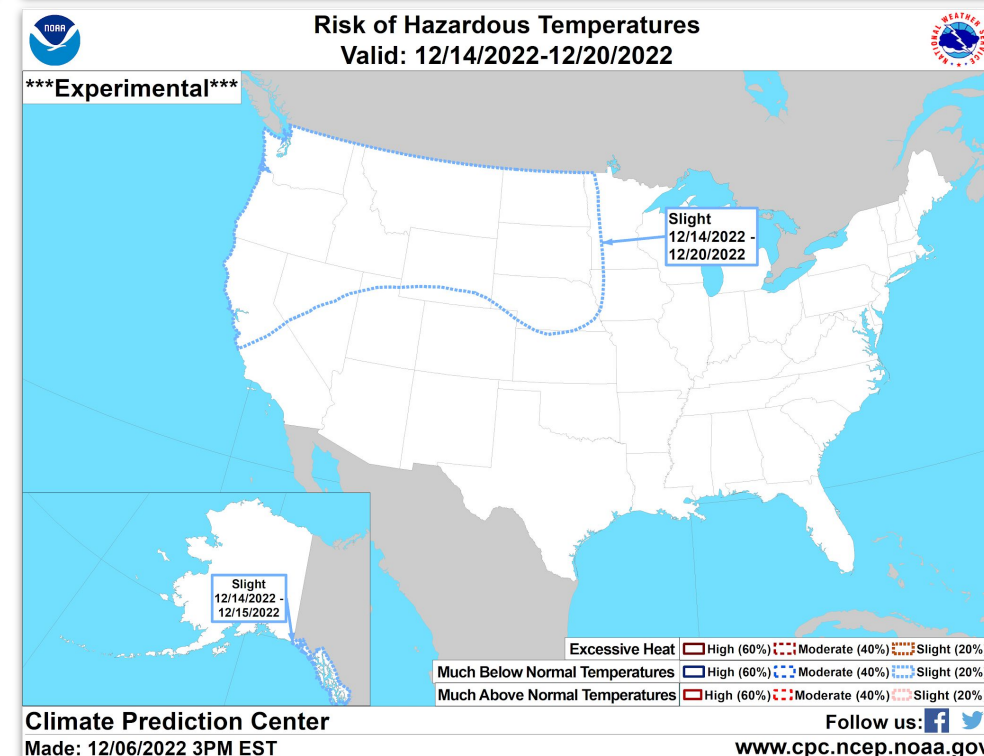 NOAA
Risk of Hazardous Temperatures
Valid: 12/14/2022-12/20/2022
NATIONAL WEATHER SERVICE
***Experimental***
Slight
12/14/2022 -
12/20/2022
Slight
12/14/2022 -
12/15/2022
Excessive Heat High (60%) Moderate (40%) Slight (20%
Much Below Normal Temperatures High (60%) Moderate (40%) Slight (20%
Much Above Normal Temperatures High (60%) Moderate (40%) Slight (20%
Climate Prediction Center
Follow us: f
Made: 12/06/2022 3PM EST
www.cpc.ncep.noaa.gov